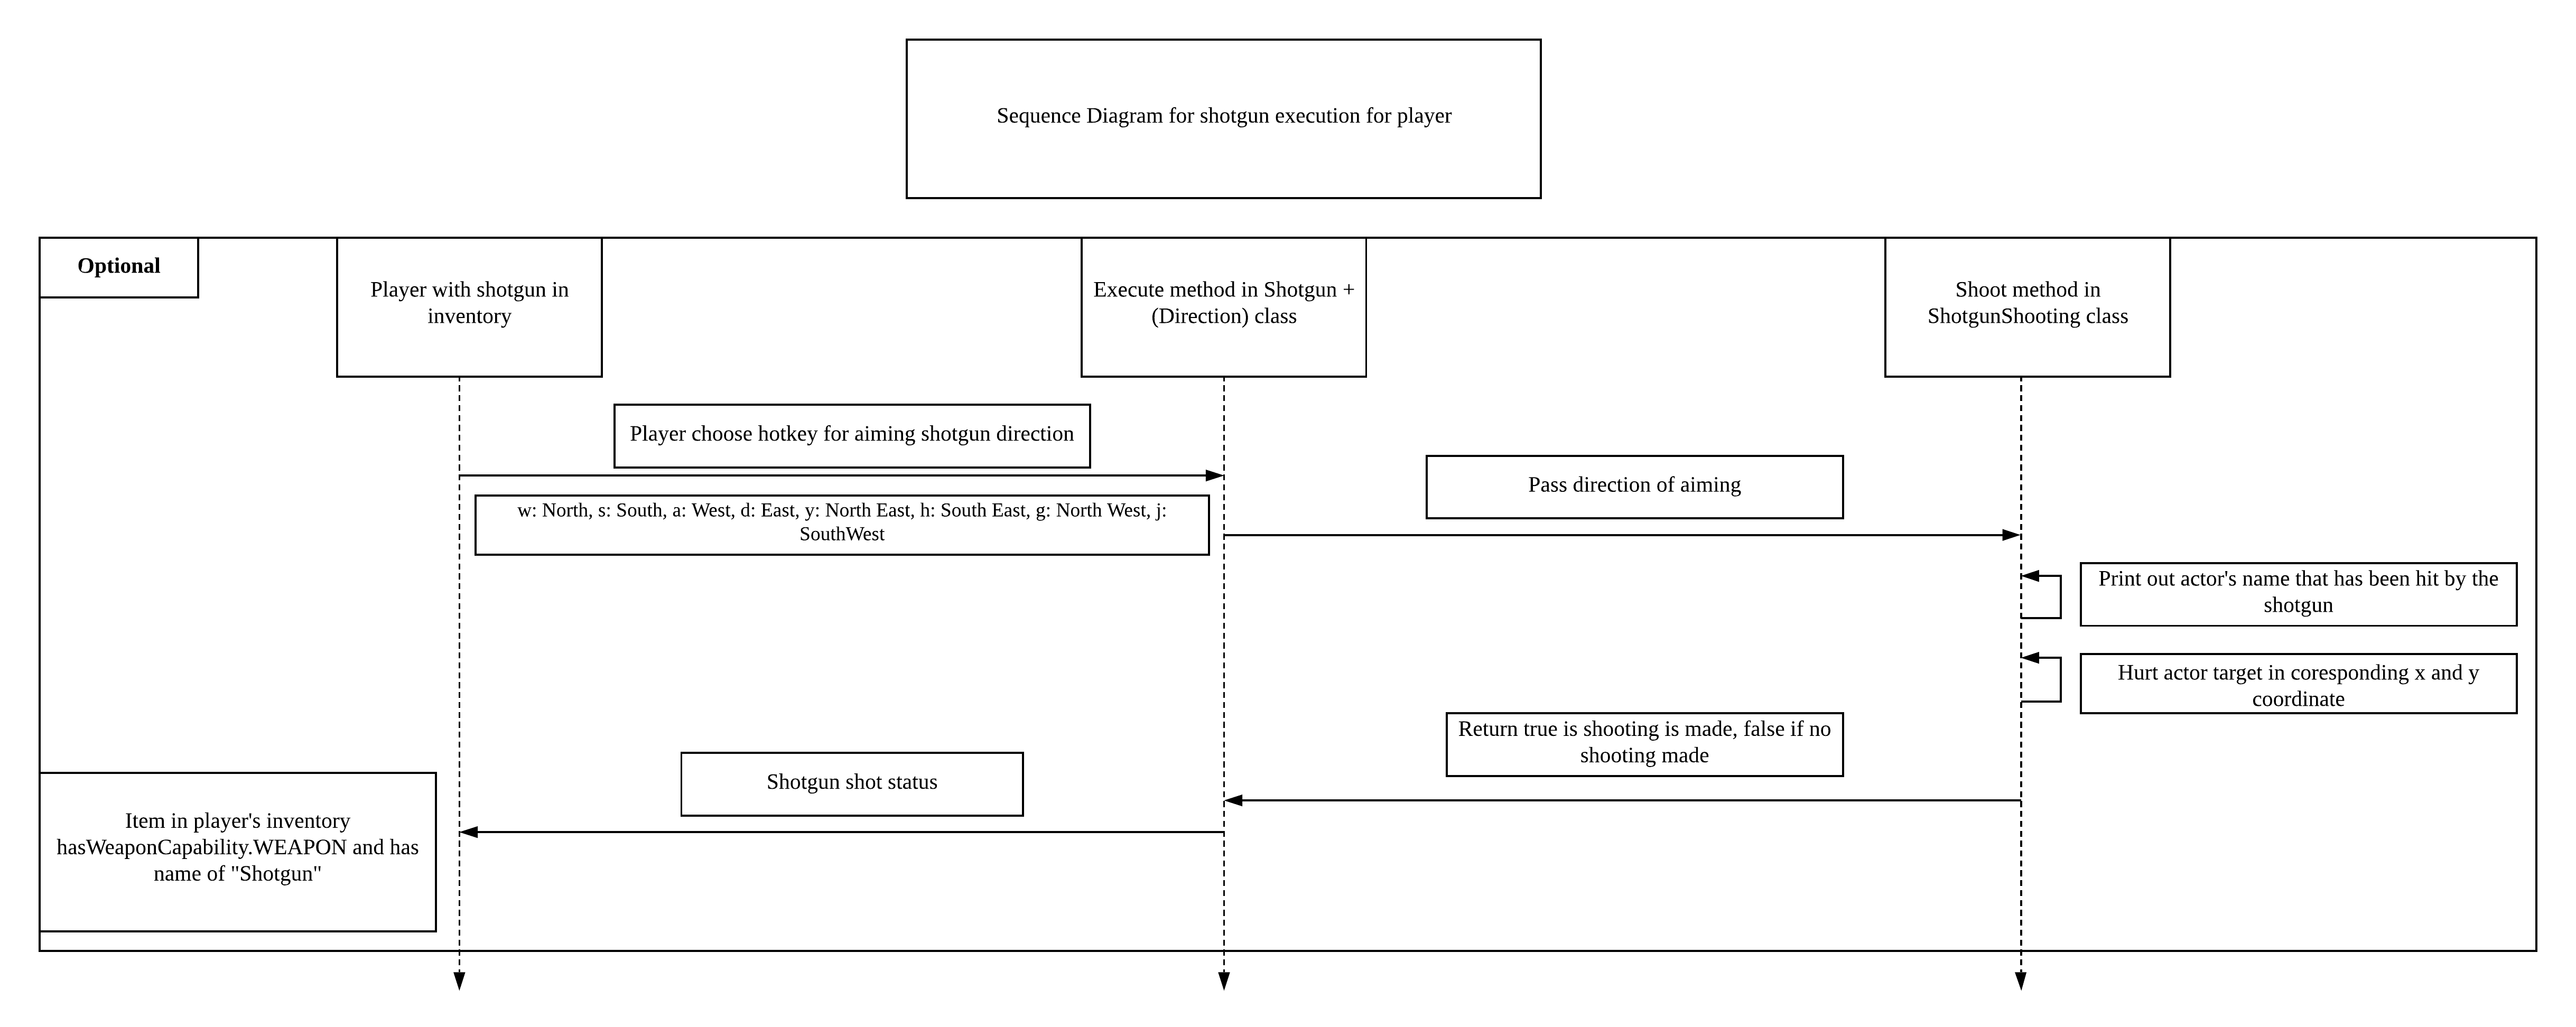 Sequence Diagram for shotgun execution for player
Optional
Player with shotgun in
inventory
Execute method in Shotgun +
(Direction) class
Shoot method in
ShotgunShooting class
Player choose hotkey for aiming shotgun direction
w: North, s: South, a: West, d: East, y: North East, h: South East, g: North West, j:
SouthWest
Pass direction of aiming
Print out actor's name that has been hit by the
shotgun
Hurt actor target in coresponding x and y
coordinate
Return true is shooting is made, false if no
shooting made
Shotgun shot status
Item in player's inventory
hasWeaponCapability.WEAPON and has
name of "Shotgun"